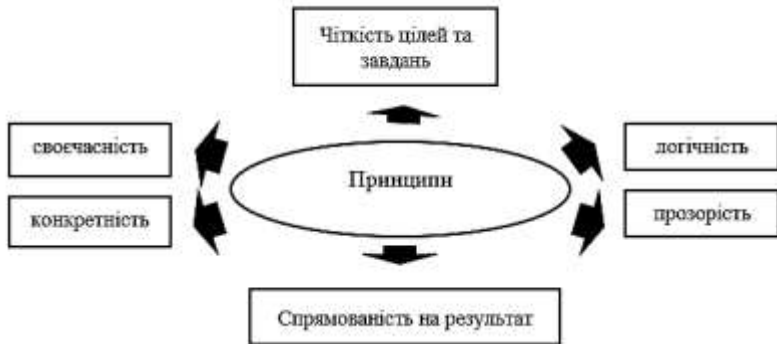 Чіткість цілей та
завдань
своєчасність
логічність
Принципи
конкретність
прозорість
Спрямованість на результат